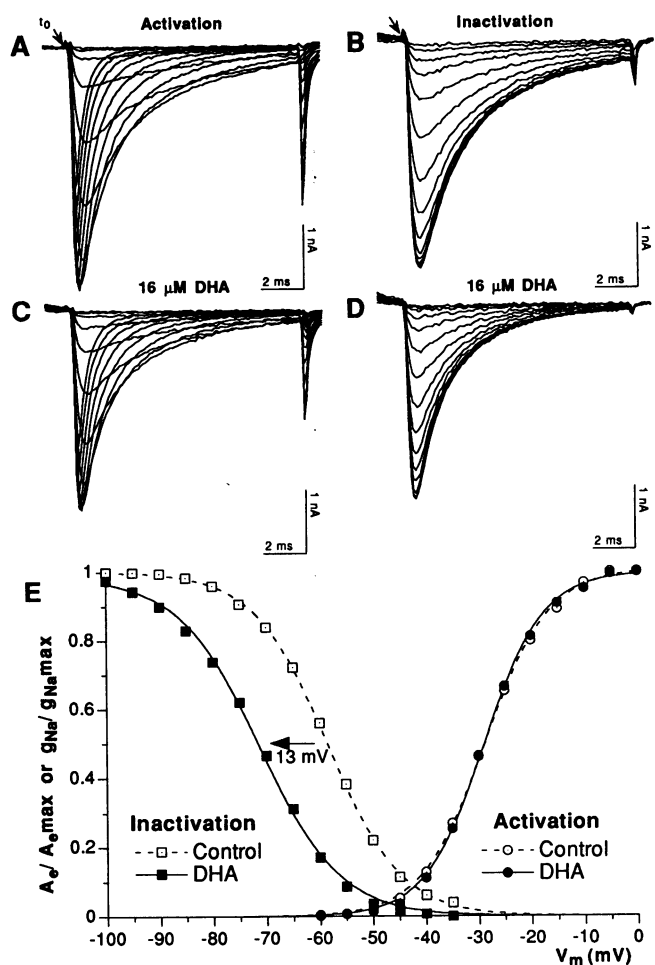 A
t₀
Activation
B
Inactivation
1 nA
2 ms
1 nA
2 ms
C
16 μM DHA
D
16 μM DHA
1 nA
2 ms
1 nA
2 ms
E
Aₑ/ Aₑmax or gNa/ gNamax
1
0.8
0.6
0.4
0.2
0
13 mV
Inactivation
Control
DHA
Activation
Control
DHA
-100 -90 -80 -70 -60 -50 -40 -30 -20 -10 0
Vₘ (mV)